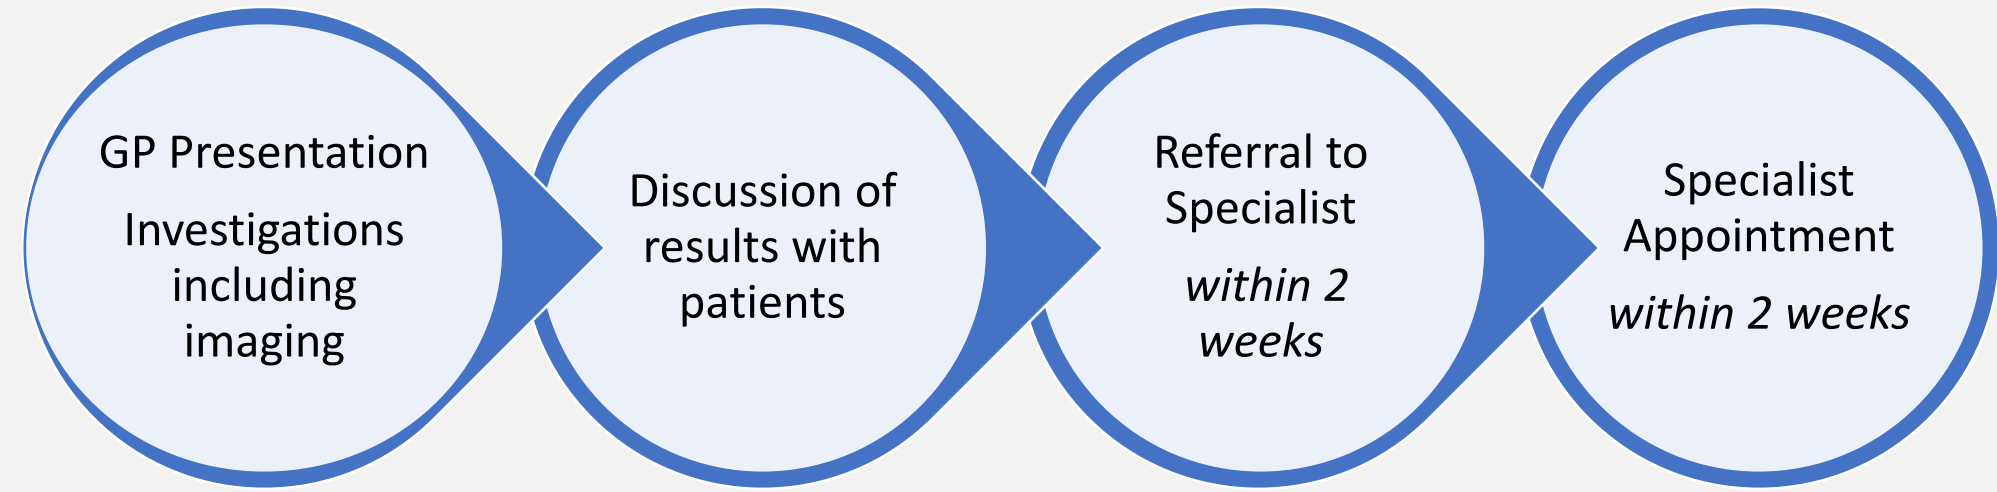 GP Presentation
Investigations
including
imaging
Discussion of
results with
patients
Referral to
Specialist
within 2
weeks
Specialist
Appointment
within 2 weeks